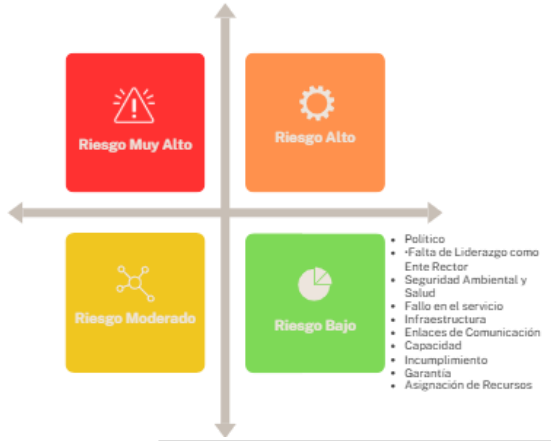 Riesgo Muy Alto
Riesgo Alto
Riesgo Moderado
Riesgo Bajo
• Político
• •Falta de Liderazgo como
Ente Rector
• Seguridad Ambiental y
Salud
• Fallo en el servicio
• Infraestructura
• Enlaces de Comunicación
• Capacidad
• Incumplimiento
• Garantía
• Asignación de Recursos